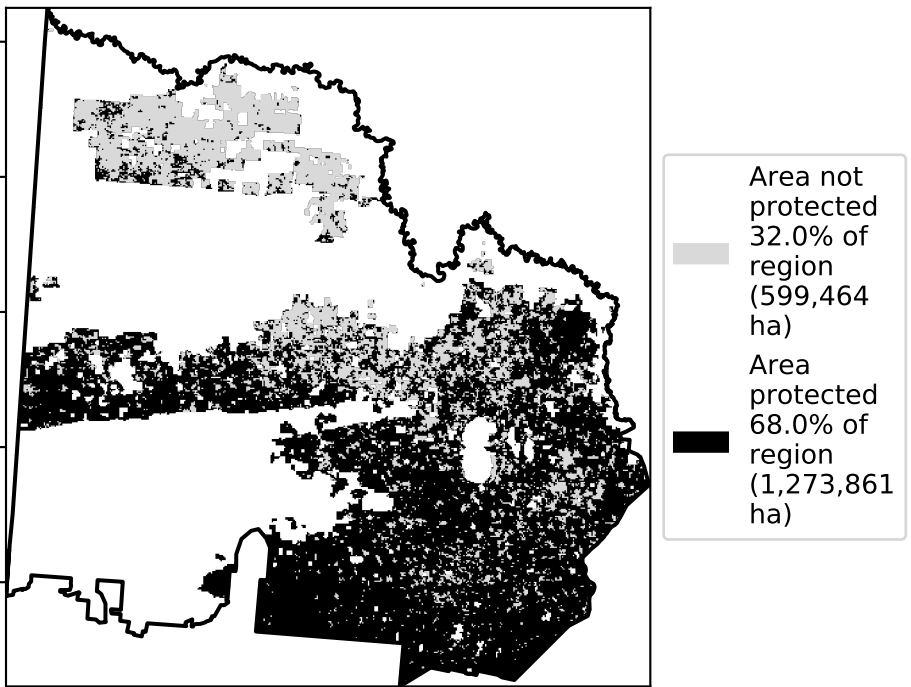 Area not
protected
32.0% of
region
(599,464
ha)
Area
protected
68.0% of
region
(1,273,861
ha)